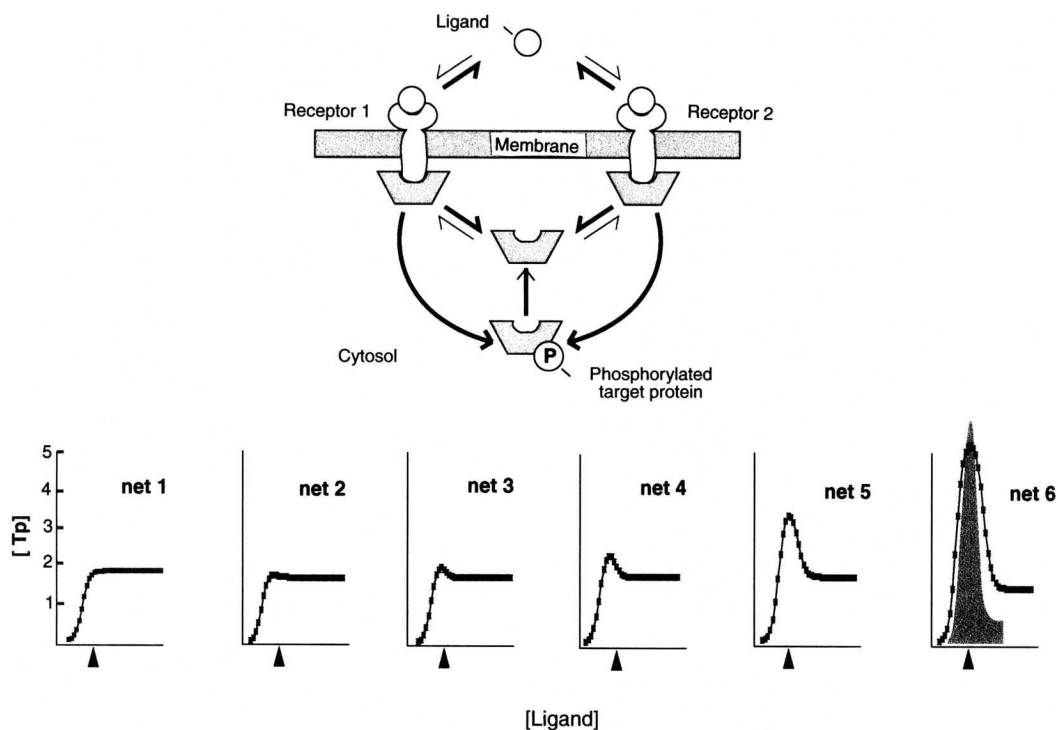 Ligand
Receptor 1
Receptor 2
Membrane
Cytosol
P
Phosphorylated
target protein
[ Tp]
5
4
3
2
1
net 1
net 2
net 3
net 4
net 5
net 6
[Ligand]